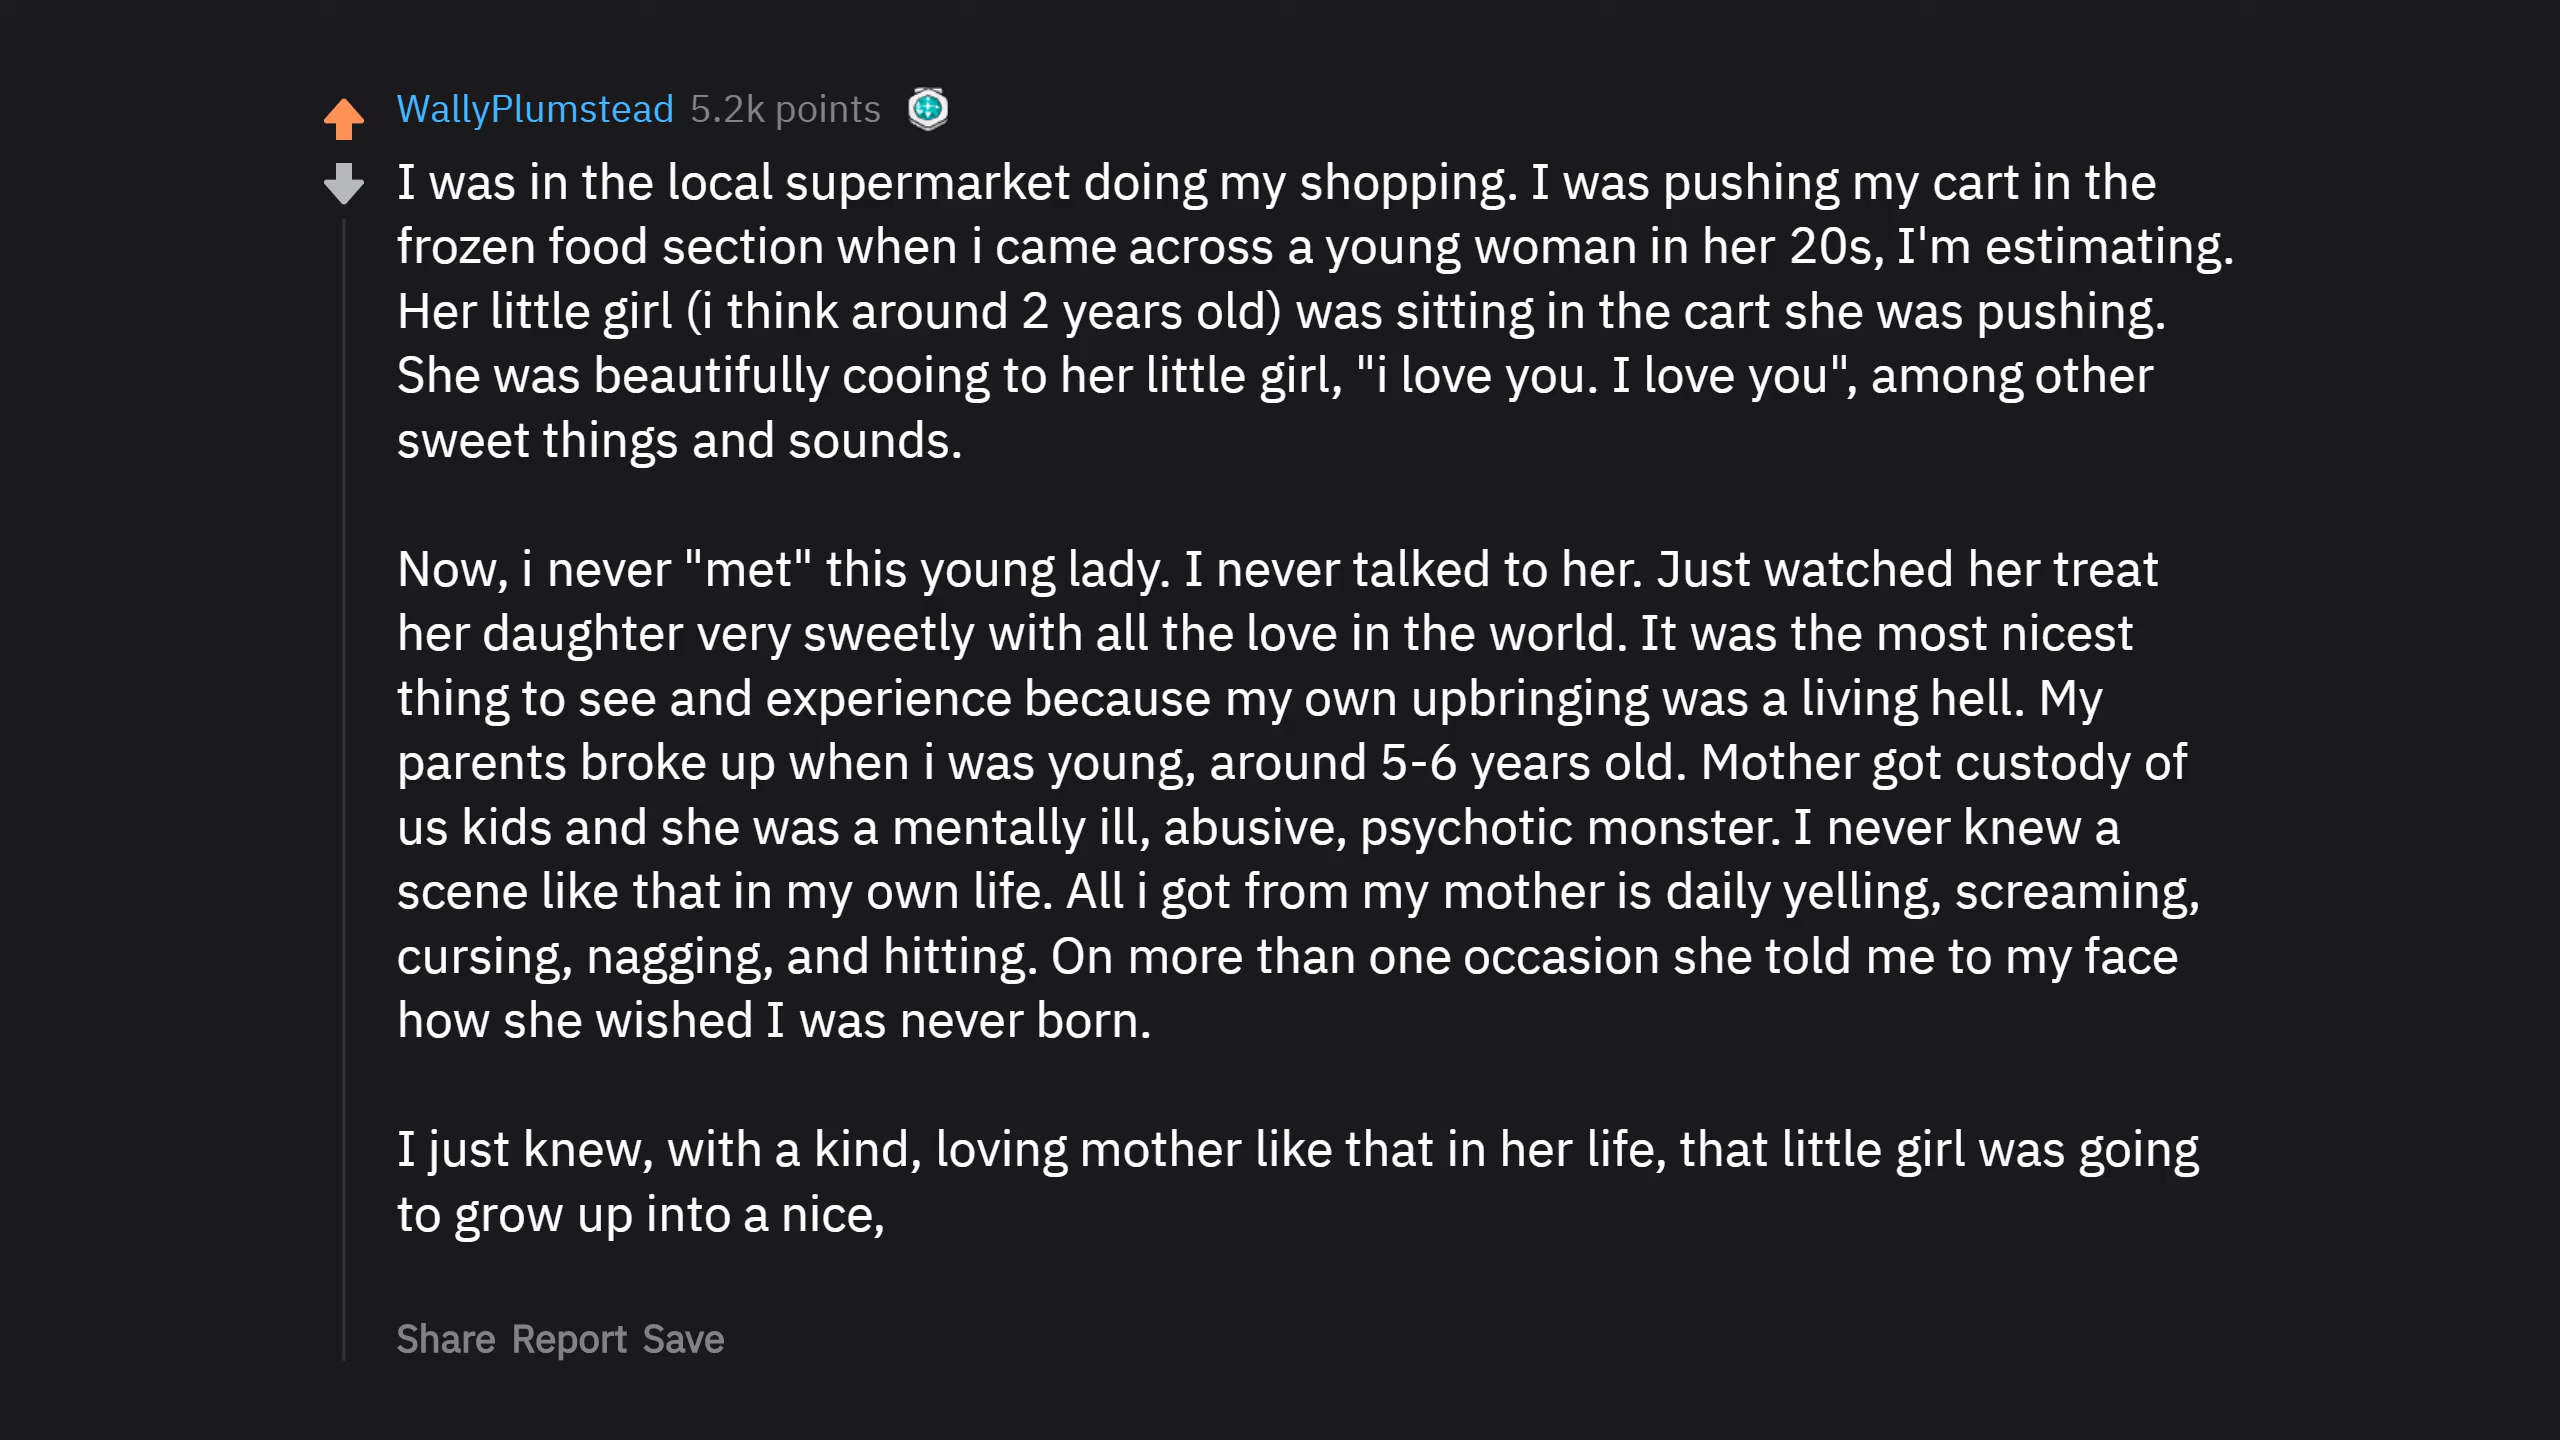 WallyPlumstead 5.2k points
I was in the local supermarket doing my shopping. I was pushing my cart in the
frozen food section when i came across a young woman in her 20s, I'm estimating.
Her little girl (i think around 2 years old) was sitting in the cart she was pushing.
She was beautifully cooing to her little girl, "i love you. I love you", among other
sweet things and sounds.
Now, i never "met" this young lady. I never talked to her. Just watched her treat
her daughter very sweetly with all the love in the world. It was the most nicest
thing to see and experience because my own upbringing was a living hell. My
parents broke up when i was young, around 5-6 years old. Mother got custody of
us kids and she was a mentally ill, abusive, psychotic monster. I never knew a
scene like that in my own life. All i got from my mother is daily yelling, screaming,
cursing, nagging, and hitting. On more than one occasion she told me to my face
how she wished I was never born.
I just knew, with a kind, loving mother like that in her life, that little girl was going
to grow up into a nice,
Share Report Save